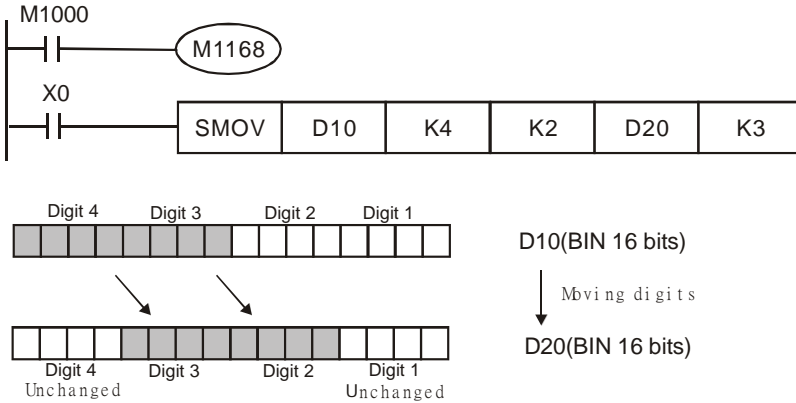 M1000
M1168
X0
SMOV D10 K4 K2 D20 K3
Digit 4 Digit 3 Digit 2 Digit 1
D10(BIN 16 bits)
Moving digits
D20(BIN 16 bits)
Digit 4 Digit 3 Digit 2 Digit 1
Unchanged Unchanged